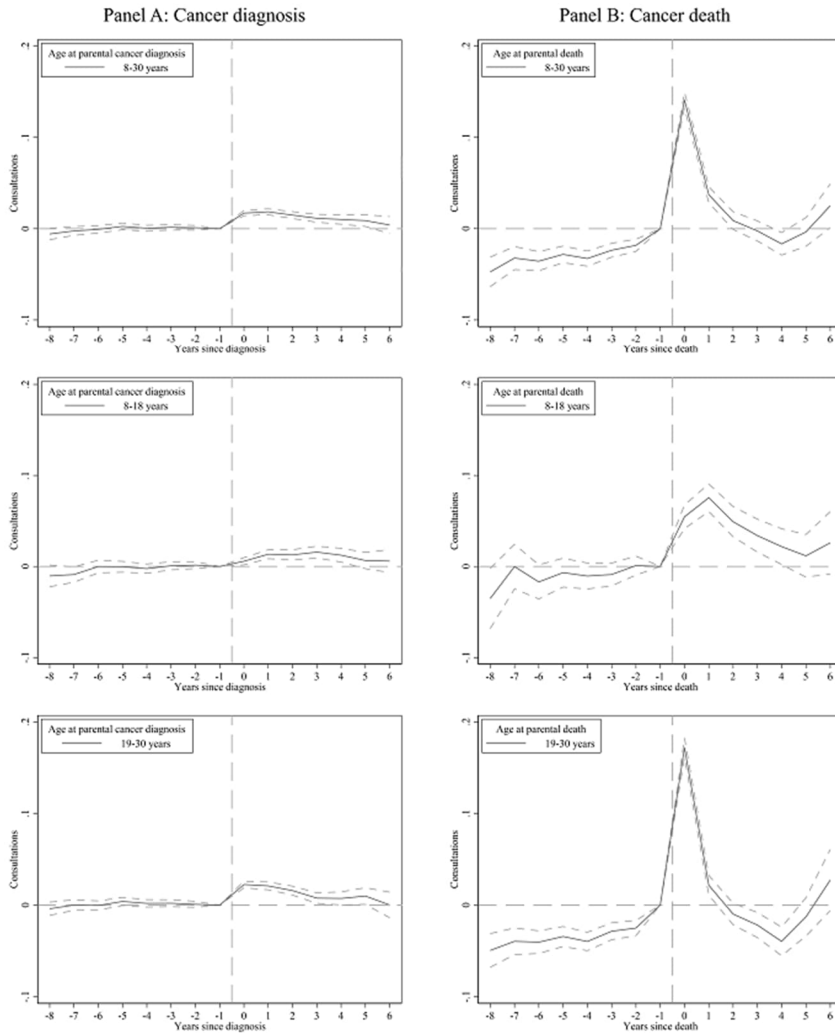 Panel A: Cancer diagnosis
Panel B: Cancer death
Age at parental cancer diagnosis
8-30 years
Consultations
.2
.1
0
-.1
-8 -7 -6 -5 -4 -3 -2 -1 0 1 2 3 4 5 6
Years since diagnosis
Age at parental death
8-30 years
Consultations
.2
.1
0
-.1
-8 -7 -6 -5 -4 -3 -2 -1 0 1 2 3 4 5 6
Years since death
Age at parental cancer diagnosis
8-18 years
Consultations
.2
.1
0
-.1
-8 -7 -6 -5 -4 -3 -2 -1 0 1 2 3 4 5 6
Years since diagnosis
Age at parental death
8-18 years
Consultations
.2
.1
0
-.1
-8 -7 -6 -5 -4 -3 -2 -1 0 1 2 3 4 5 6
Years since death
Age at parental cancer diagnosis
19-30 years
Consultations
.2
.1
0
-.1
-8 -7 -6 -5 -4 -3 -2 -1 0 1 2 3 4 5 6
Years since diagnosis
Age at parental death
19-30 years
Consultations
.2
.1
0
-.1
-8 -7 -6 -5 -4 -3 -2 -1 0 1 2 3 4 5 6
Years since death